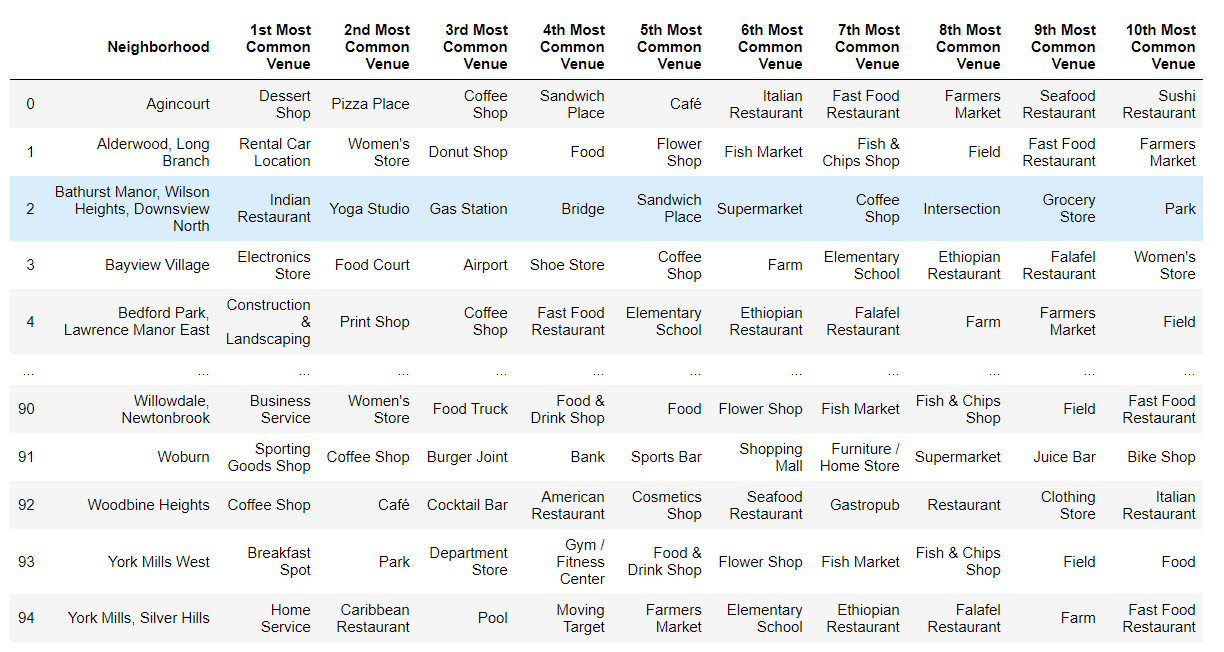 Neighborhood 1st Most Common Venue 2nd Most Common Venue 3rd Most Common Venue 4th Most Common Venue 5th Most Common Venue 6th Most Common Venue 7th Most Common Venue 8th Most Common Venue 9th Most Common Venue 10th Most Common Venue
0 Agincourt Dessert Shop Pizza Place Coffee Shop Sandwich Place Café Italian Restaurant Fast Food Restaurant Farmers Market Seafood Restaurant Sushi Restaurant
1 Alderwood, Long Branch Rental Car Location Women's Store Donut Shop Food Flower Shop Fish Market Fish & Chips Shop Field Fast Food Restaurant Farmers Market
2 Bathurst Manor, Wilson Heights, Downsview North Indian Restaurant Yoga Studio Gas Station Bridge Sandwich Place Supermarket Coffee Shop Intersection Grocery Store Park
3 Bayview Village Electronics Store Food Court Airport Shoe Store Coffee Shop Farm Elementary School Ethiopian Restaurant Falafel Restaurant Women's Store
4 Bedford Park, Lawrence Manor East Construction & Landscaping Print Shop Coffee Shop Fast Food Restaurant Elementary School Ethiopian Restaurant Falafel Restaurant Farm Farmers Market Field
... ... ... ... ... ... ... ... ... ... ... ...
90 Willowdale, Newtonbrook Business Service Women's Store Food Truck Food & Drink Shop Food Flower Shop Fish Market Fish & Chips Shop Field Fast Food Restaurant
91 Woburn Sporting Goods Shop Coffee Shop Burger Joint Bank Sports Bar Shopping Mall Furniture / Home Store Supermarket Juice Bar Bike Shop
92 Woodbine Heights Coffee Shop Café Cocktail Bar American Restaurant Cosmetics Shop Seafood Restaurant Gastropub Restaurant Clothing Store Italian Restaurant
93 York Mills West Breakfast Spot Park Department Store Gym / Fitness Center Food & Drink Shop Flower Shop Fish Market Fish & Chips Shop Field Food
94 York Mills, Silver Hills Home Service Caribbean Restaurant Pool Moving Target Farmers Market Elementary School Ethiopian Restaurant Falafel Restaurant Farm Fast Food Restaurant